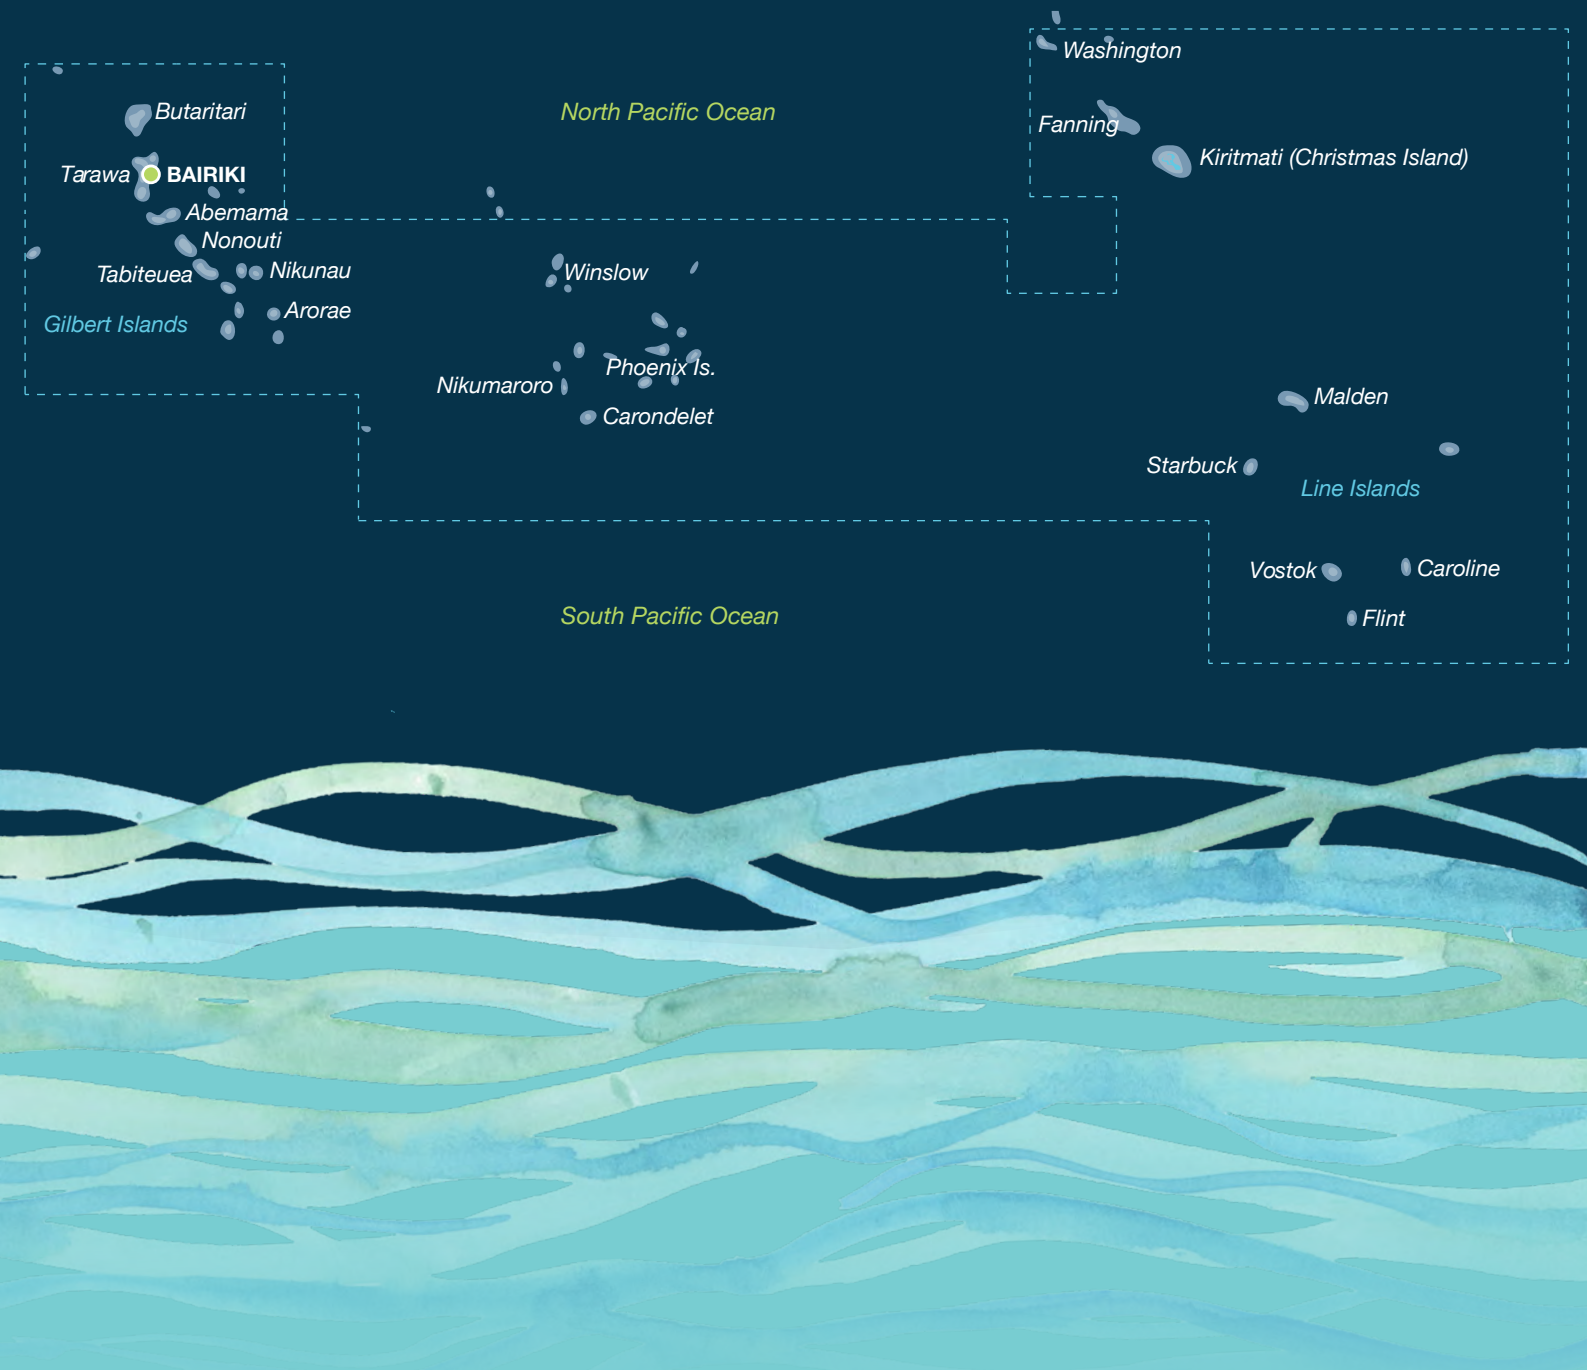 Washington
Butaritari
North Pacific Ocean
Fanning
Kiritmati (Christmas Island)
Tarawa
BAIRIKI
Abemama
Nonouti
Tabiteuea
Nikunau
Winslow
Arorae
Gilbert Islands
Phoenix Is.
Nikumaroro
Carondelet
Malden
Starbuck
Line Islands
Vostok
Caroline
South Pacific Ocean
Flint